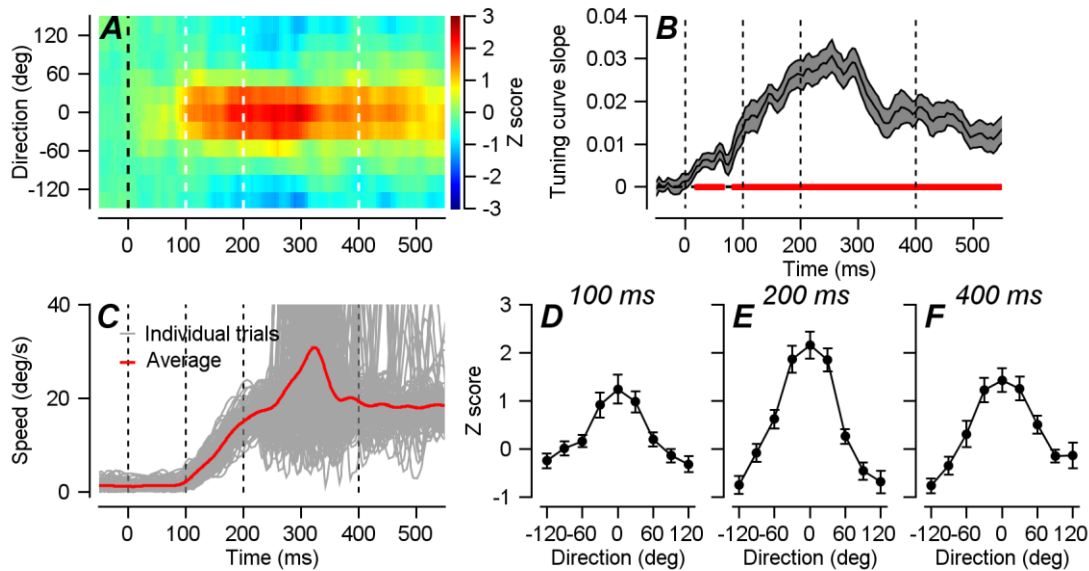 A
Direction (deg)
120
60
0
-60
-120
3
2
1
0
-1
-2
-3
Z score
0 100 200 300 400 500
B
Tuning curve slope
0.04
0.03
0.02
0.01
0
0 100 200 300 400 500
Time (ms)
C
Individual trials
Average
Speed (deg/s)
40
20
0
0 100 200 300 400 500
Time (ms)
D
100 ms
Z score
3
2
1
0
-1
-120 -60 0 60 120
Direction (deg)
E
200 ms
-120 -60 0 60 120
Direction (deg)
F
400 ms
-120 -60 0 60 120
Direction (deg)